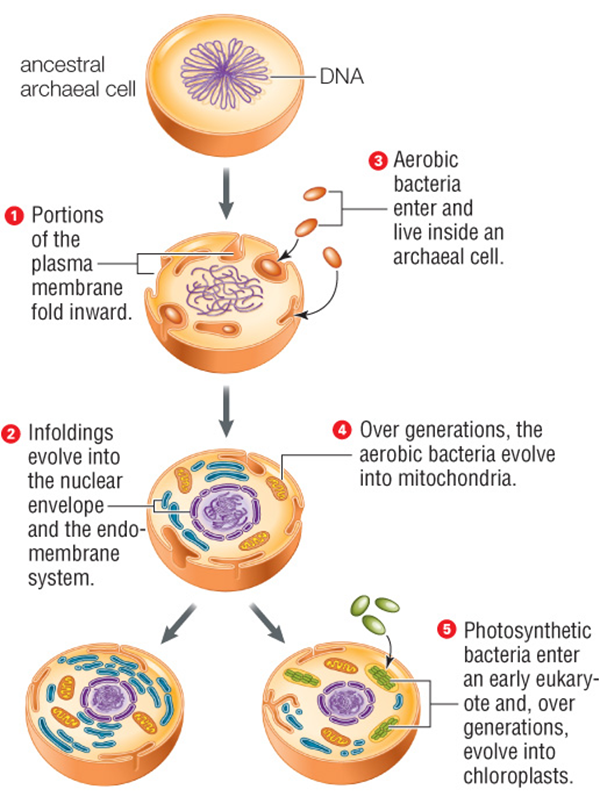 ancestral
archaeal cell
DNA
1 Portions
of the
plasma
membrane
fold inward.
3 Aerobic
bacteria
enter and
live inside an
archaeal cell.
2 Infoldings
evolve into
the nuclear
envelope
and the endo-
membrane
system.
4 Over generations, the
aerobic bacteria evolve
into mitochondria.
5 Photosynthetic
bacteria enter
an early eukary-
ote and, over
generations,
evolve into
chloroplasts.